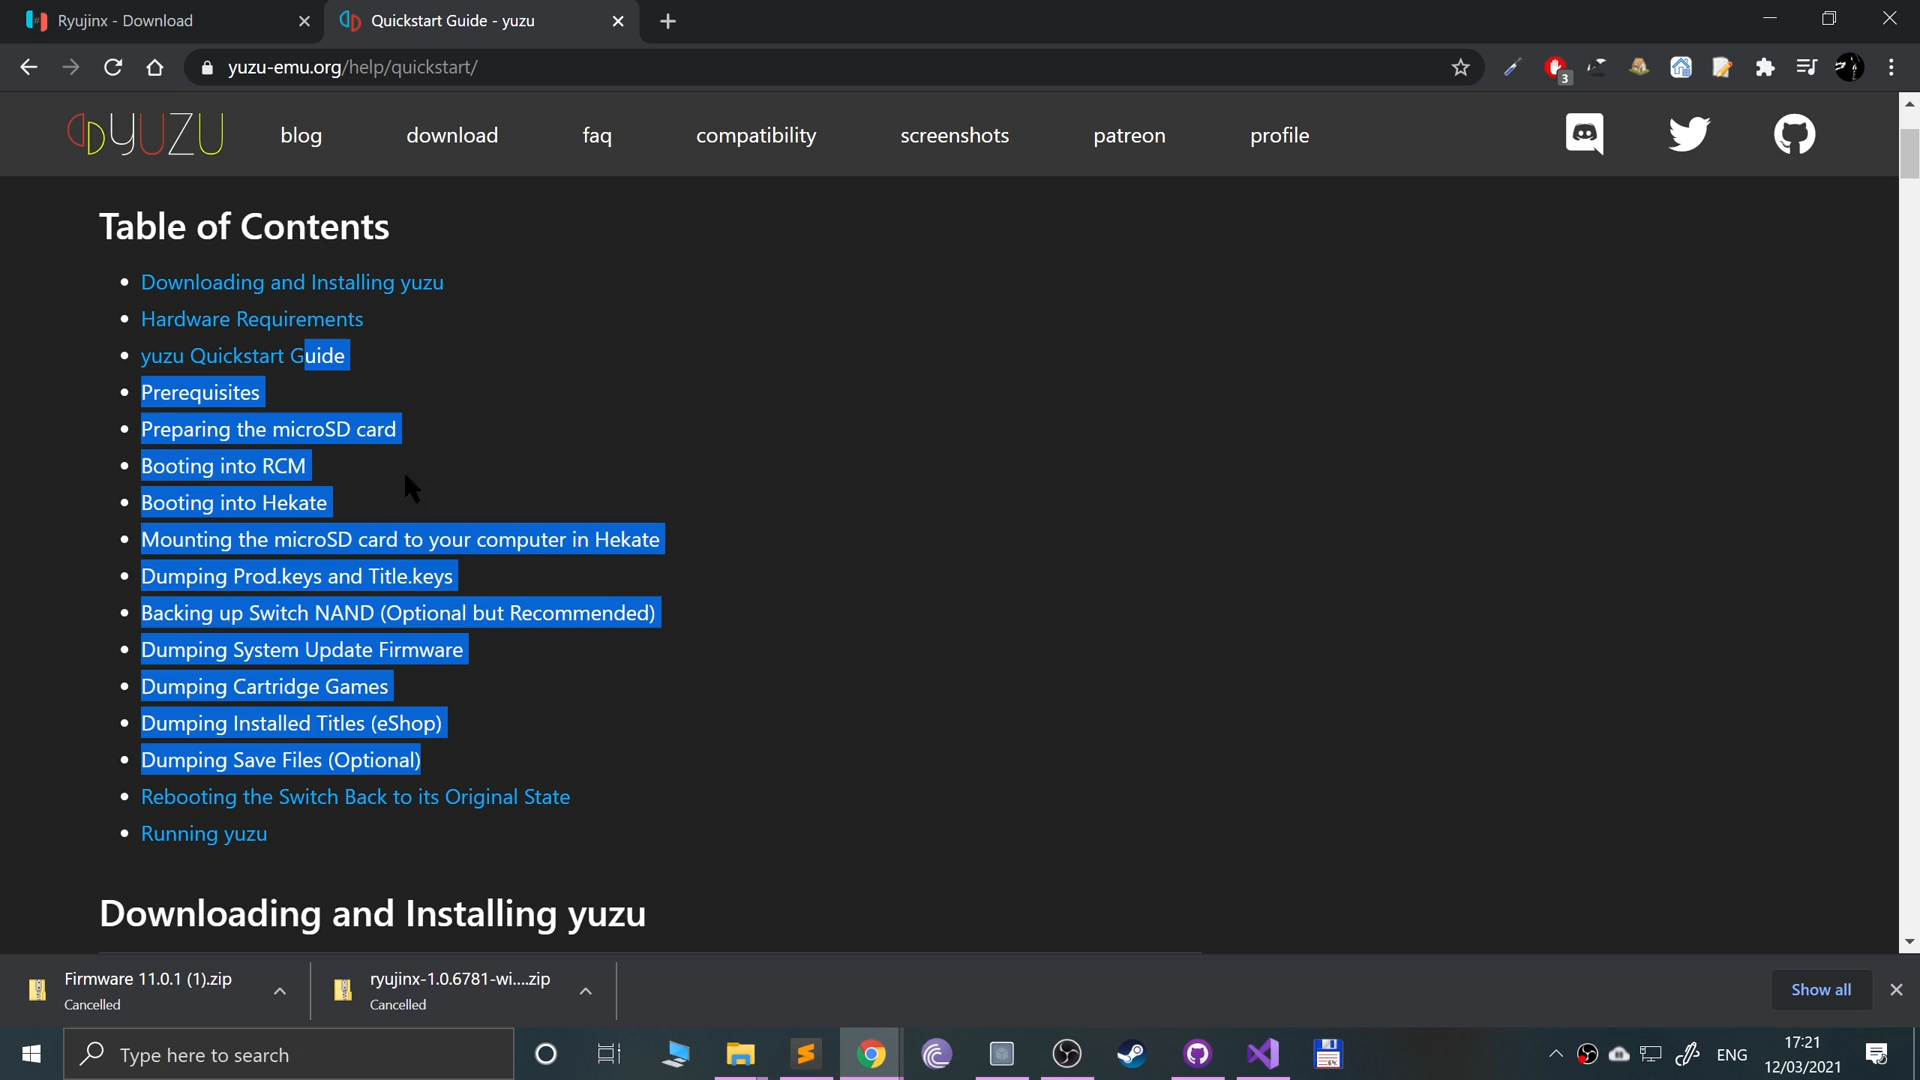 Ryujinx - Download
Quickstart Guide - yuzu
yuzu-emu.org/help/quickstart/
3
YUZU
blog
download
faq
compatibility
screenshots
patreon
profile
Table of Contents
Downloading and Installing yuzu
Hardware Requirements
yuzu Quickstart Guide
Prerequisites
Preparing the microSD card
Booting into RCM
Booting into Hekate
Mounting the microSD card to your computer in Hekate
Dumping Prod.keys and Title.keys
Backing up Switch NAND (Optional but Recommended)
Dumping System Update Firmware
Dumping Cartridge Games
Dumping Installed Titles (eShop)
Dumping Save Files (Optional)
Rebooting the Switch Back to its Original State
Running yuzu
Downloading and Installing yuzu
Firmware 11.0.1 (1).zip
Cancelled
ryujinx-1.0.6781-wi....zip
Cancelled
Show all
Type here to search
ENG
17:21
12/03/2021